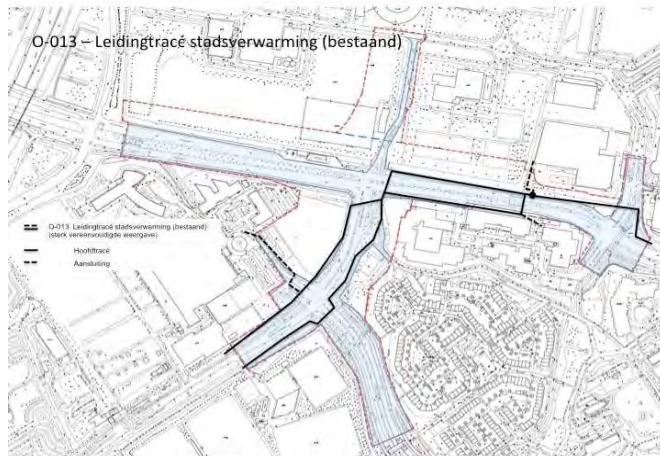 O-013 – Leidingtracé stadsverwarming (bestaand)
O-013 Leidingtracé stadsverwarming (bestaand)
(sterk vereenvoudigde weergave)
Hoofdtracé
Aansluiting